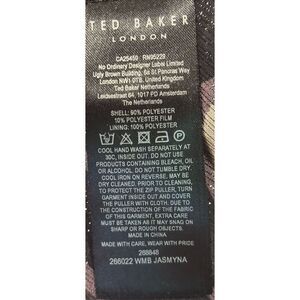 TED BAKER
LONDON
CA25450 RN95229
No Ordinary Designer Label Limited
Ugly Brown Building, 6a St Pancras Way
London NW1 0TB. United Kingdom
Ted Baker Netherlands
Leidsestraat 64, 1017 PD Amsterdam
The Netherlands
SHELL: 90% POLYESTER
10% POLYESTER FILM
LINING: 100% POLYESTER
COOL HAND WASH SEPARATELY AT
30C, INSIDE OUT. DO NOT USE
PRODUCTS CONTAINING BLEACH, OIL
OR ALCOHOL. DO NOT TUMBLE DRY.
COOL IRON ON REVERSE. MAY BE
DRY CLEANED. PRIOR TO CLEANING,
TO PROTECT THE ZIP PULLER, TURN
GARMENT INSIDE OUT AND COVER
THE PULLER WITH CLOTH. DUE TO
THE CONSTRUCTION OF THE FABRIC
OF THIS GARMENT, EXTRA CARE
MUST BE TAKEN AS IT MAY SNAG ON
SHARP OR ROUGH OBJECTS.
MADE IN CHINA
MADE WITH CARE, WEAR WITH PRIDE
268848
266022 WMB JASMYNA